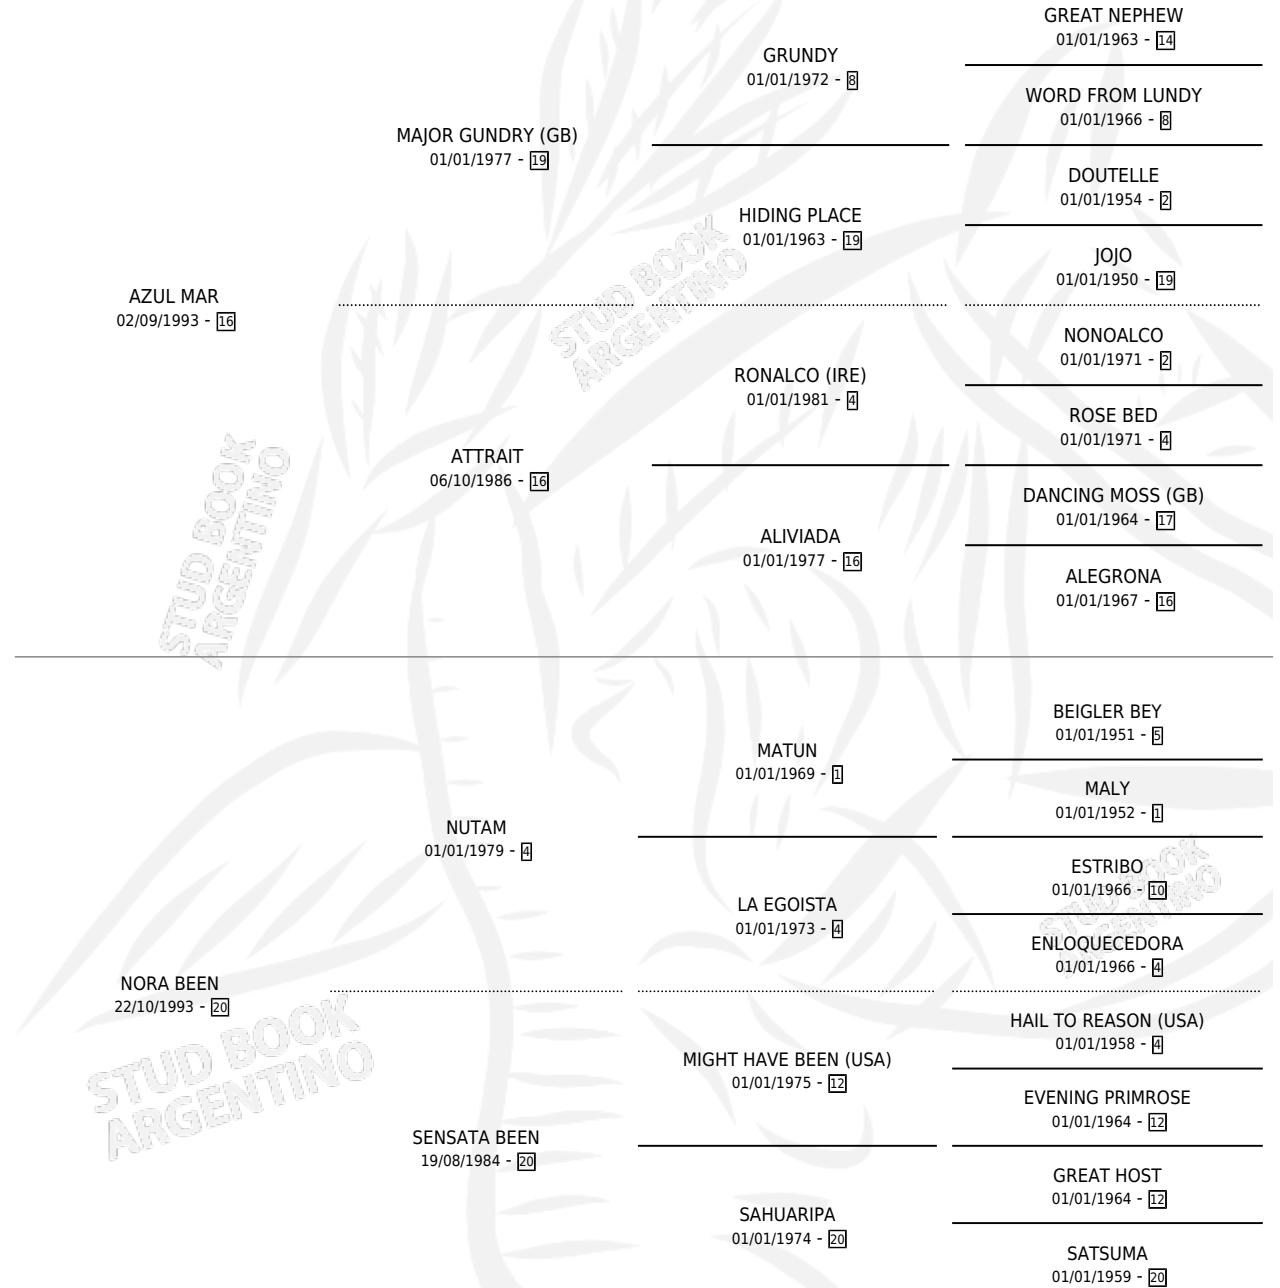 GREAT NEPHEW
01/01/1963 - 14
GRUNDY
01/01/1972 - 8
WORD FROM LUNDY
01/01/1966 - 8
MAJOR GUNDRY (GB)
01/01/1977 - 19
DOUTELLE
01/01/1954 - 2
HIDING PLACE
01/01/1963 - 19
JOJO
01/01/1950 - 19
AZUL MAR
02/09/1993 - 16
NONOALCO
01/01/1971 - 2
RONALCO (IRE)
01/01/1981 - 4
ROSE BED
01/01/1971 - 4
ATTRAIT
06/10/1986 - 16
DANCING MOSS (GB)
01/01/1964 - 17
ALIVIADA
01/01/1977 - 16
ALEGRONA
01/01/1967 - 16
BEIGLER BEY
01/01/1951 - 5
MATUN
01/01/1969 - 1
MALY
01/01/1952 - 1
NUTAM
01/01/1979 - 4
ESTRIBO
01/01/1966 - 10
LA EGOISTA
01/01/1973 - 4
ENLOQUECEDORA
01/01/1966 - 4
NORA BEEN
22/10/1993 - 20
HAIL TO REASON (USA)
01/01/1958 - 4
MIGHT HAVE BEEN (USA)
01/01/1975 - 12
EVENING PRIMROSE
01/01/1964 - 12
SENSATA BEEN
19/08/1984 - 20
GREAT HOST
01/01/1964 - 12
SAHUARIPA
01/01/1974 - 20
SATSUMA
01/01/1959 - 20
STUD BOOK
ARGENTINO
STUD BOOK
ARGENTINO
STUD BOOK
ARGENTINO
STUD BOOK
ARGENTINO